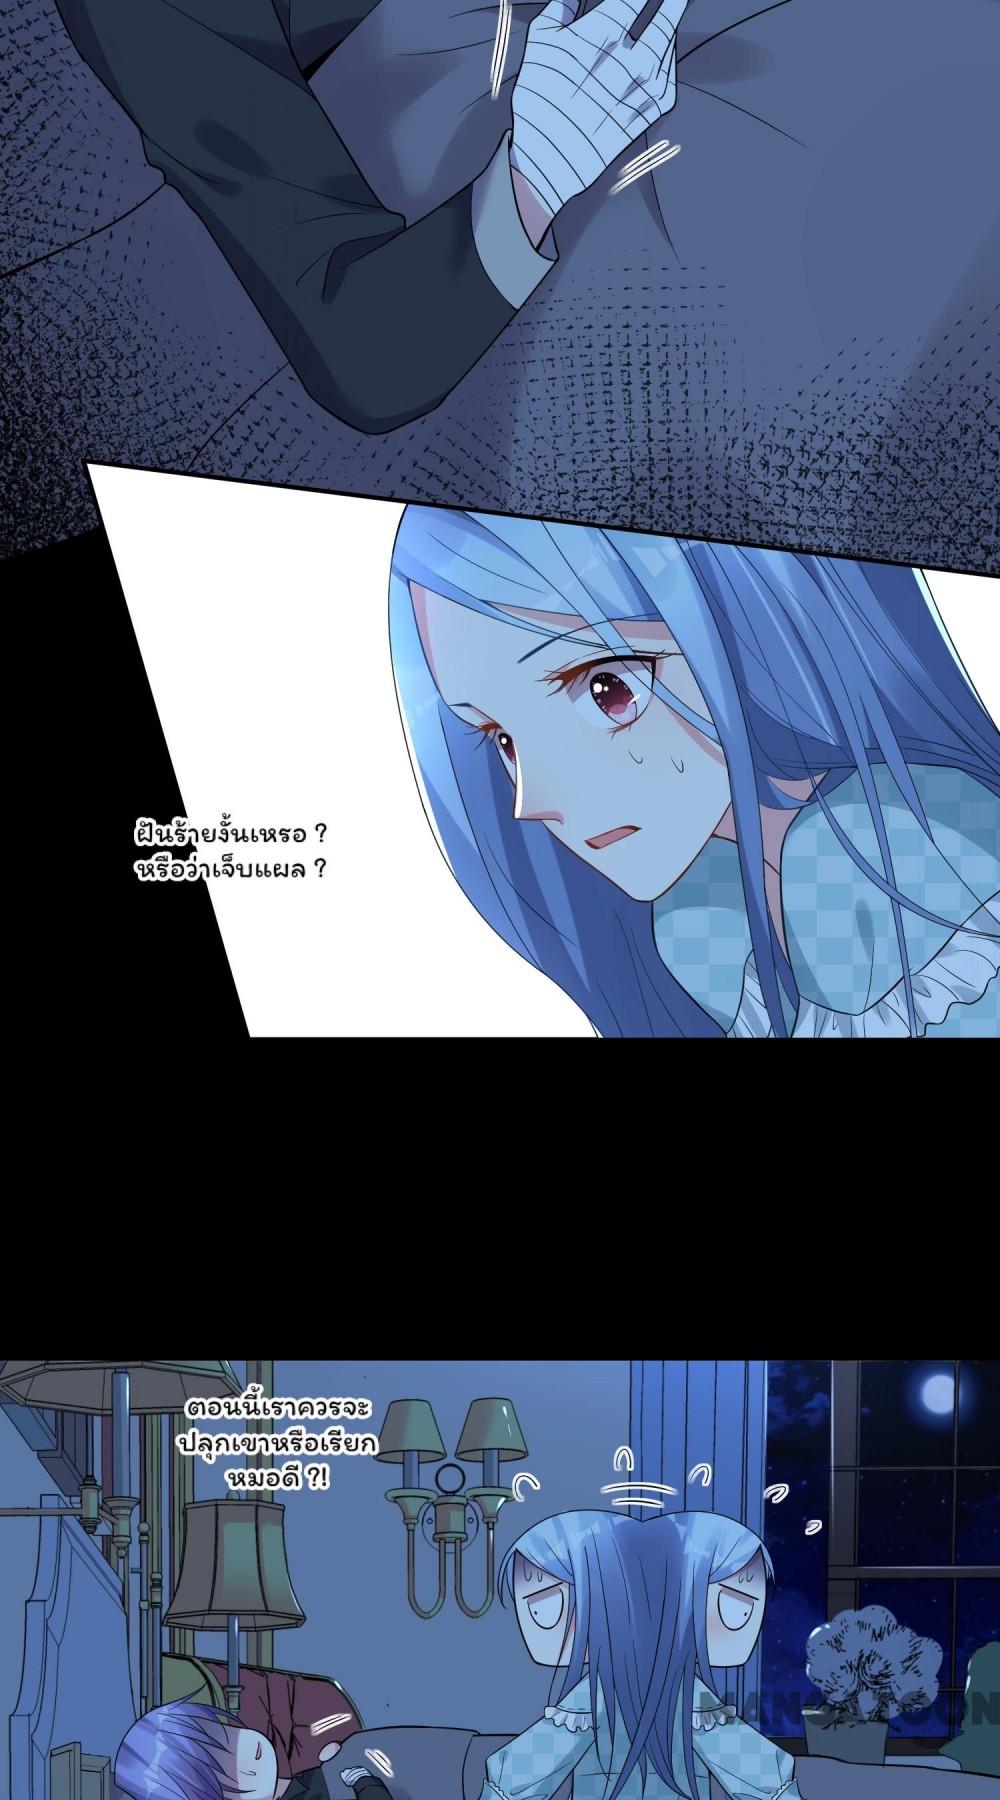 ฝันร้ายงั้นเหรอ ?
หรือว่าเจ็บแผล ?
ตอนนี้เราควรจะ
ปลุกเขาหรือเรียก
หมอดี ?!
MANGATOON